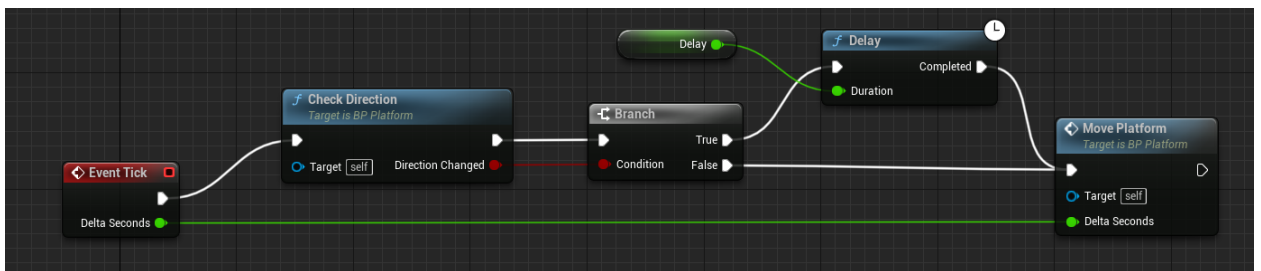 Event Tick
Delta Seconds
Check Direction
Target is BP Platform
Target self
Direction Changed
Branch
True
Condition
False
Delay
Delay
Completed
Duration
Move Platform
Target is BP Platform
Target self
Delta Seconds